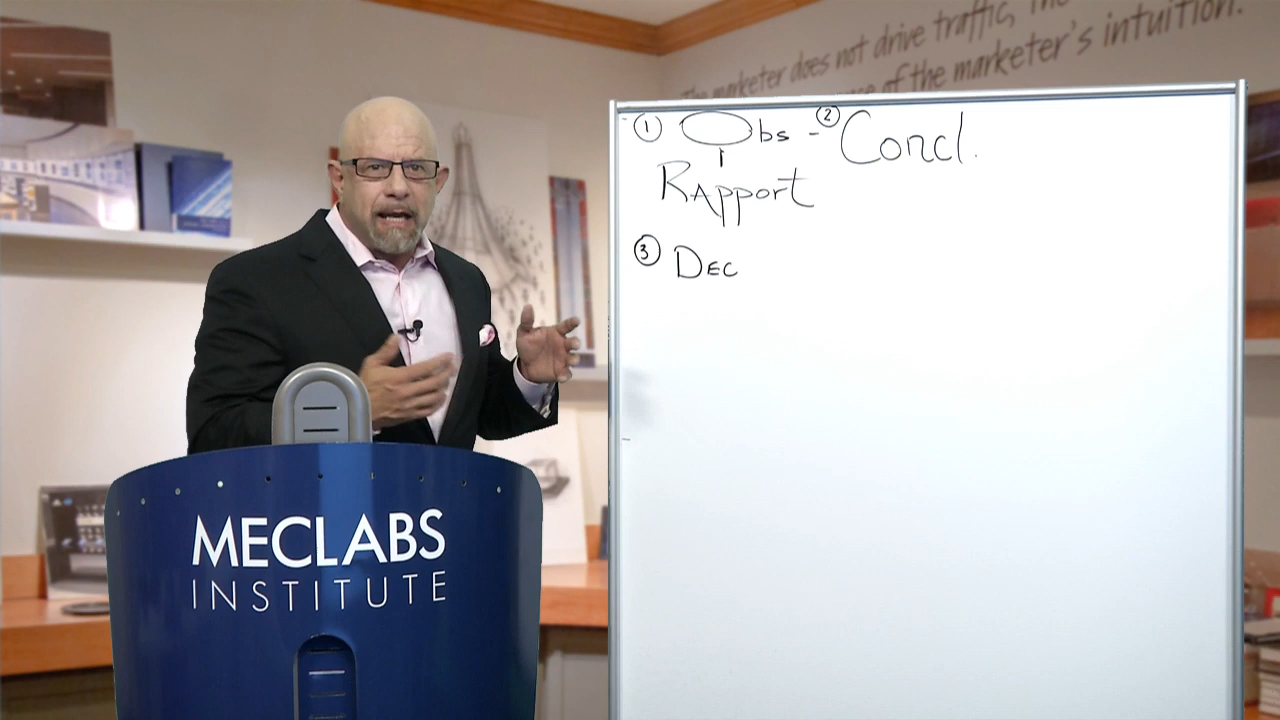 The marketer does not drive traffic, The
of the marketer's intuition.
① Obs - ② Concl.
RApport
③ DEC
MECLABS
INSTITUTE